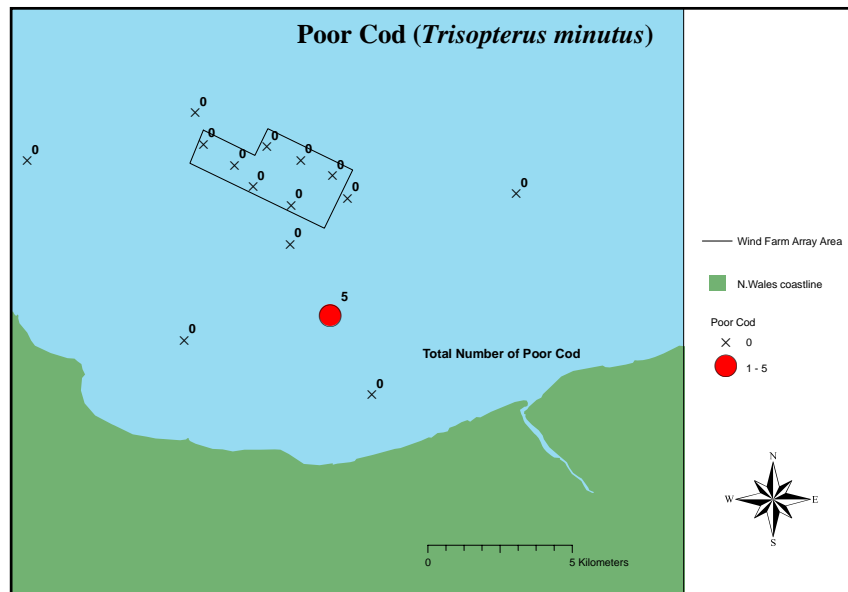 Poor Cod (Trisopterus minutus)
0
0
0
0
0
0
0
0
0
0
0
0
0
5
0
Total Number of Poor Cod
0
Wind Farm Array Area
N.Wales coastline
Poor Cod
0
1 - 5
N
W E
S
0 5 Kilometers